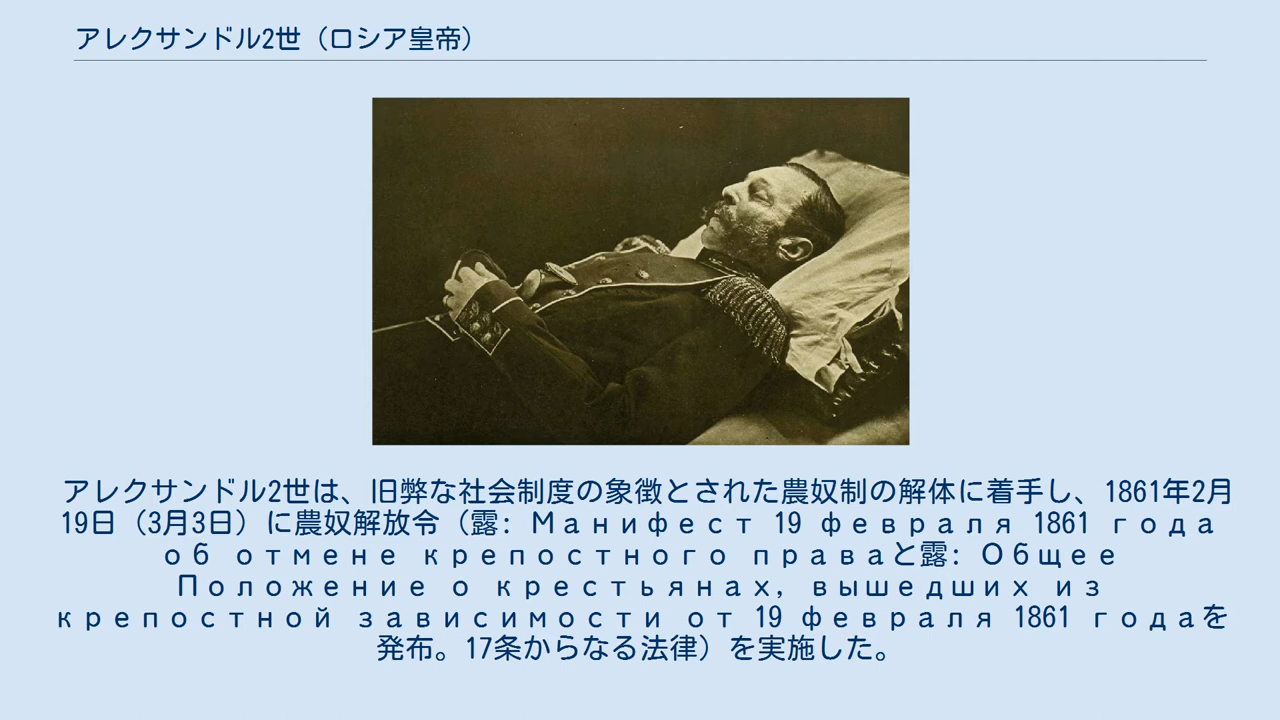 アレクサンドル2世（ロシア皇帝）
アレクサンドル2世は、旧弊な社会制度の象徴とされた農奴制の解体に着手し、1861年2月
19日（3月3日）に農奴解放令（露: Манифест 19 февраля 1861 года
об отмене крепостного праваと露: Общее
Положение о крестьянах, вышедших из
крепостной зависимости от 19 февраля 1861 годаを
発布。17条からなる法律）を実施した。